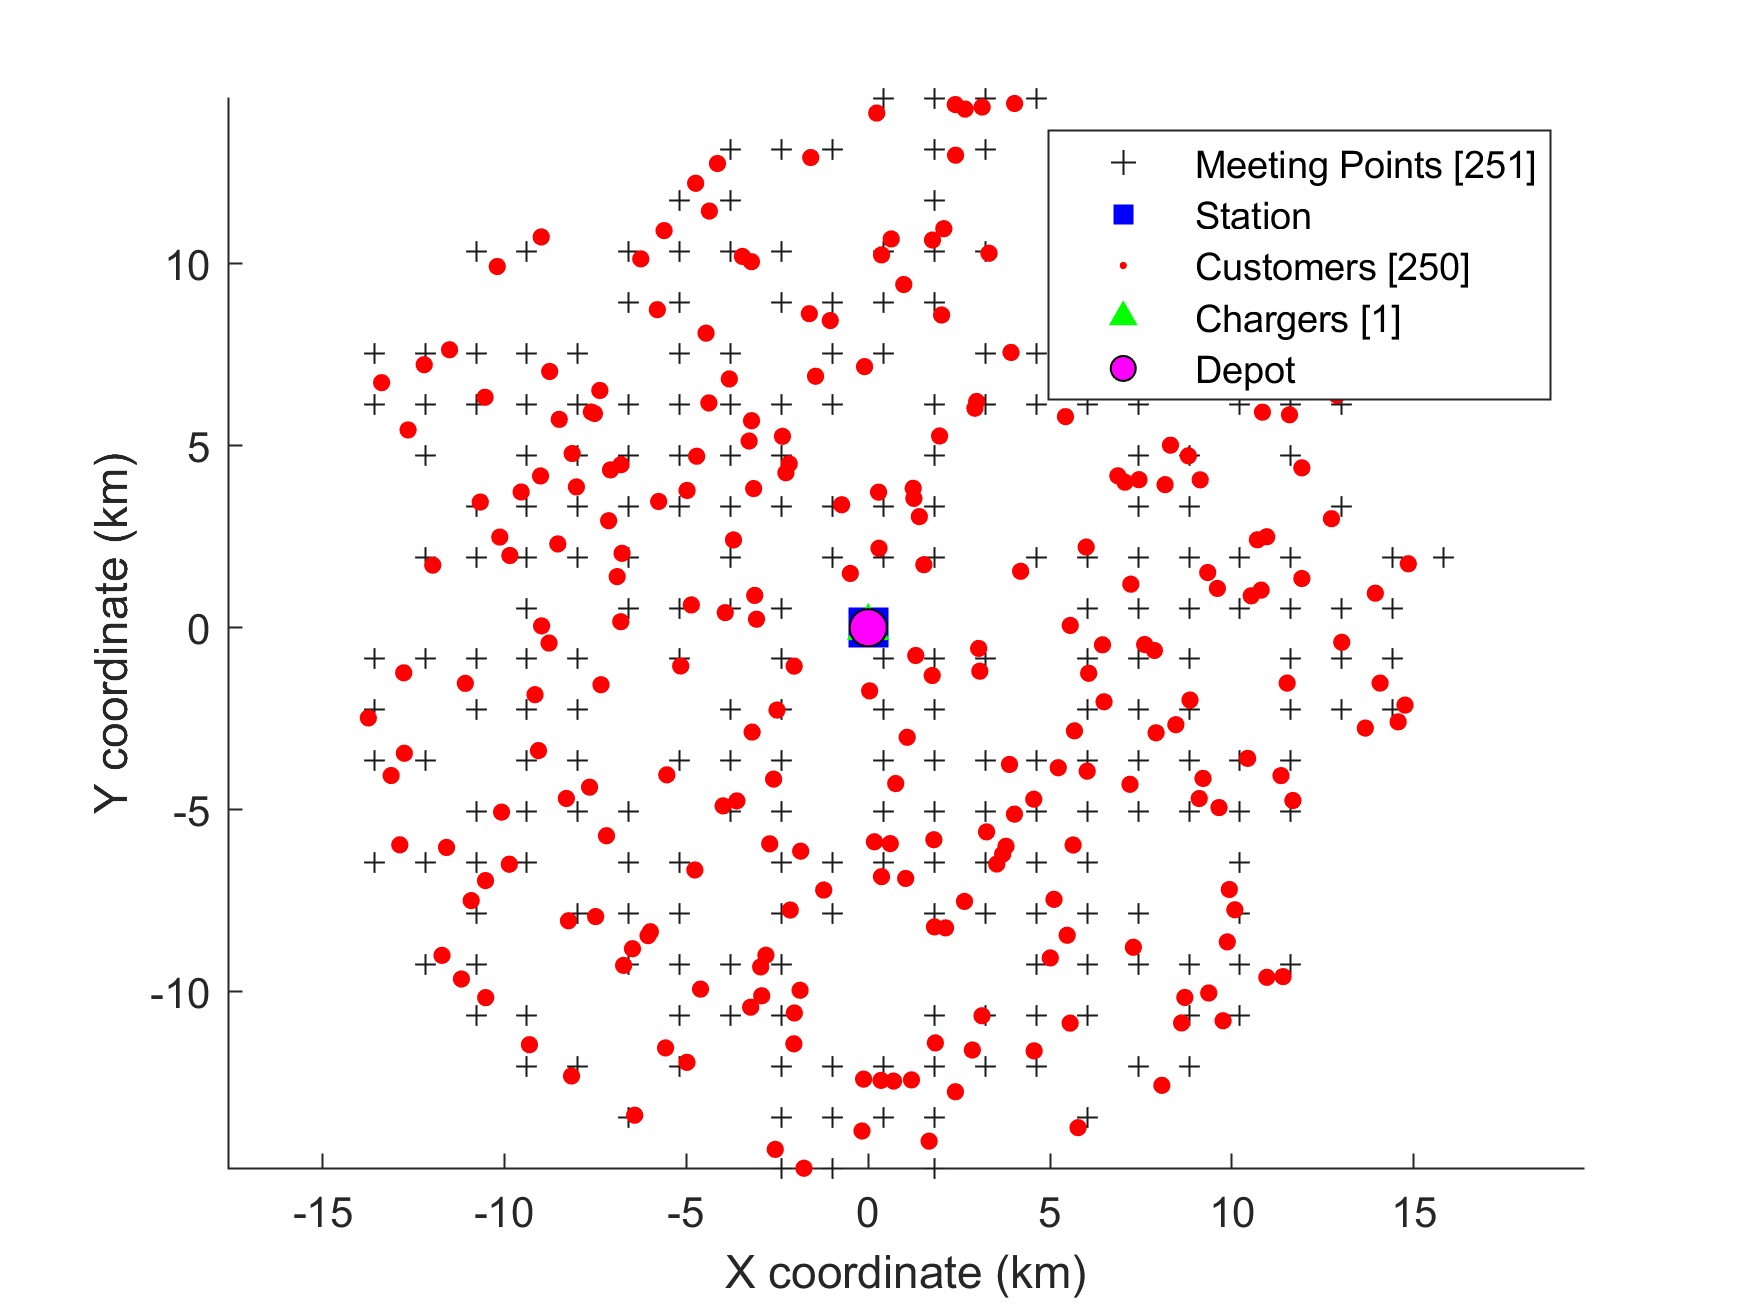 Meeting Points [251]
Station
Customers [250]
Chargers [1]
Depot
10
5
0
-5
-10
Y coordinate (km)
-15
-10
-5
0
5
10
15
X coordinate (km)